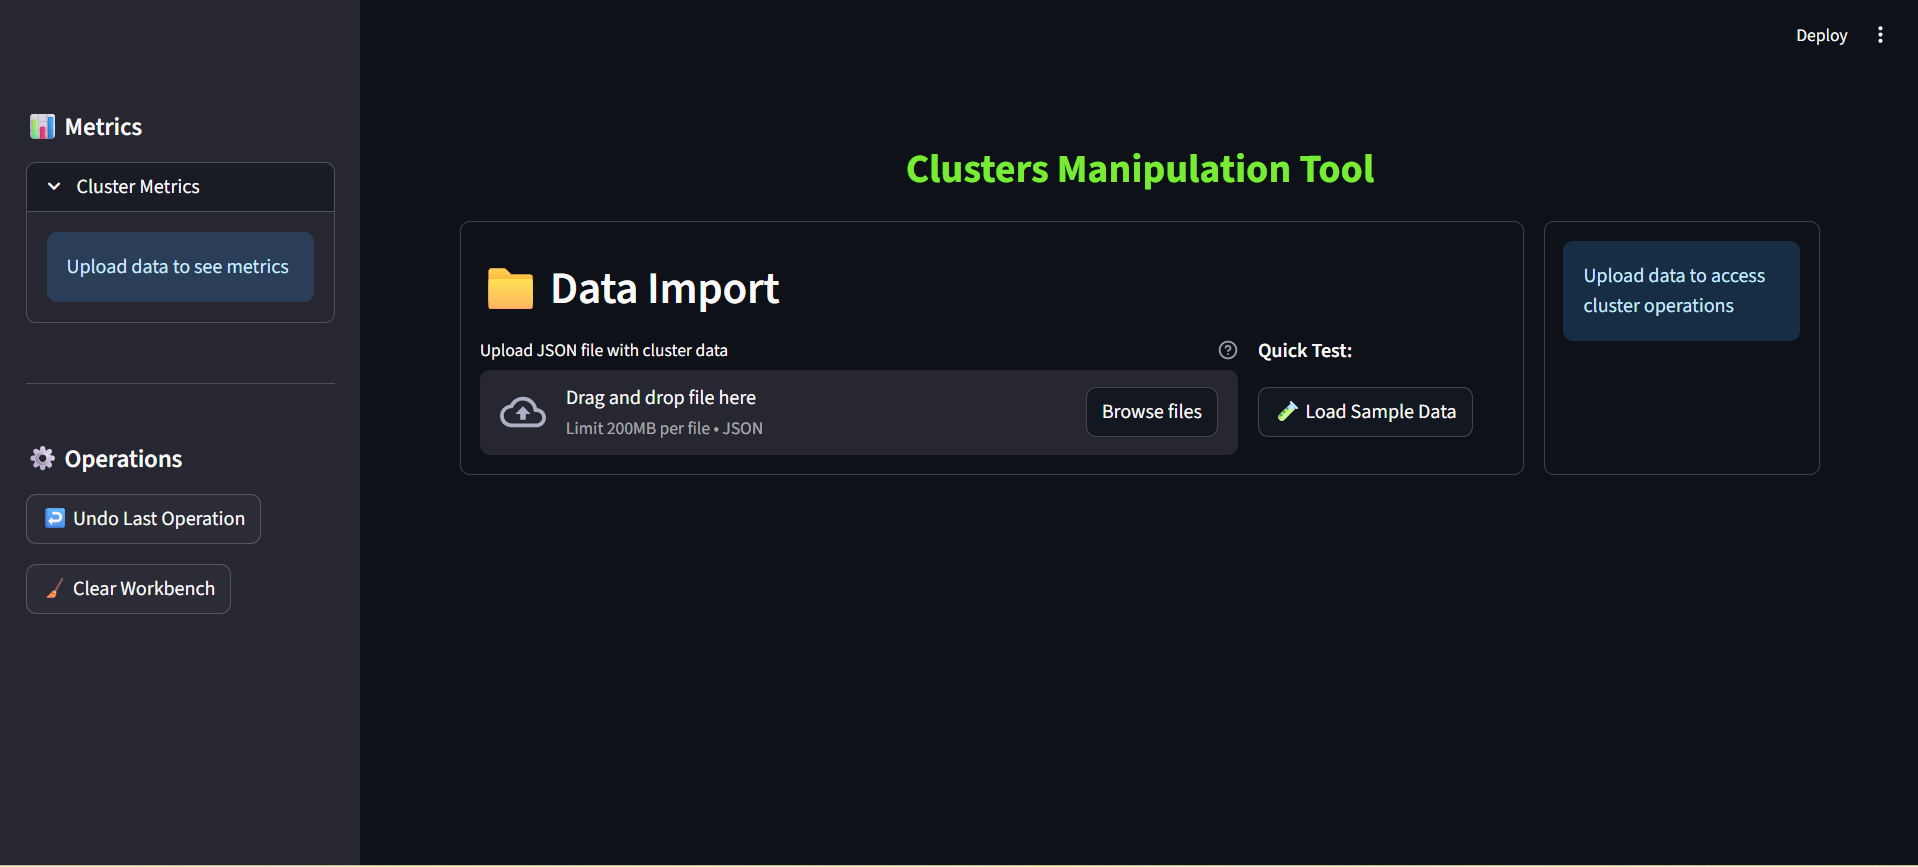 Deploy
Metrics
Cluster Metrics
Upload data to see metrics
Operations
Undo Last Operation
Clear Workbench
Clusters Manipulation Tool
Data Import
Upload JSON file with cluster data
Drag and drop file here
Limit 200MB per file • JSON
Browse files
Quick Test:
Load Sample Data
Upload data to access
cluster operations